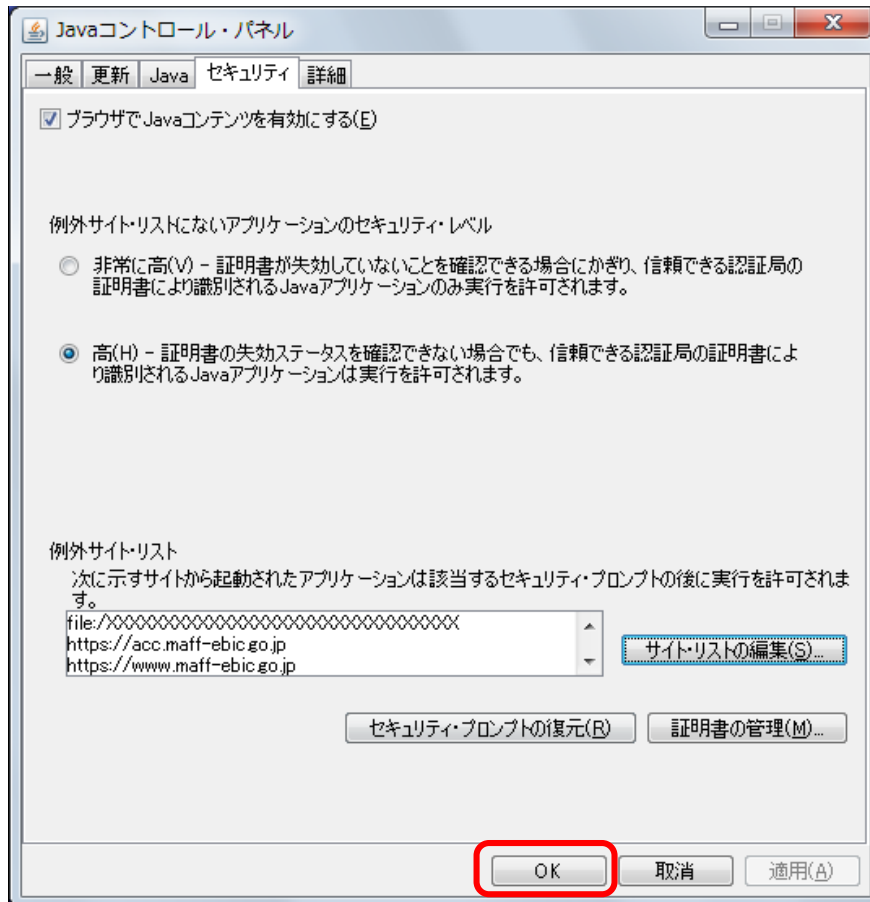 Javaコントロール・パネル
一般 更新 Java セキュリティ 詳細
ブラウザでJavaコンテンツを有効にする(E)
例外サイト・リストにないアプリケーションのセキュリティ・レベル
非常に高(V) - 証明書が失効していないことを確認できる場合にかぎり、信頼できる認証局の
証明書により識別されるJavaアプリケーションのみ実行を許可されます。
高(H) - 証明書の失効ステータスを確認できない場合でも、信頼できる認証局の証明書によ
り識別されるJavaアプリケーションは実行を許可されます。
例外サイト・リスト
次に示すサイトから起動されたアプリケーションは該当するセキュリティ・プロンプトの後に実行を許可されま
す。
file:/XXXXXXXXXXXXXXXXXXXXXXXXXXXXXXXXXX
https://acc.maff-ebic.go.jp
https://www.maff-ebic.go.jp
サイト・リストの編集(S)...
セキュリティ・プロンプトの復元(R) 証明書の管理(M)...
OK 取消 適用(A)